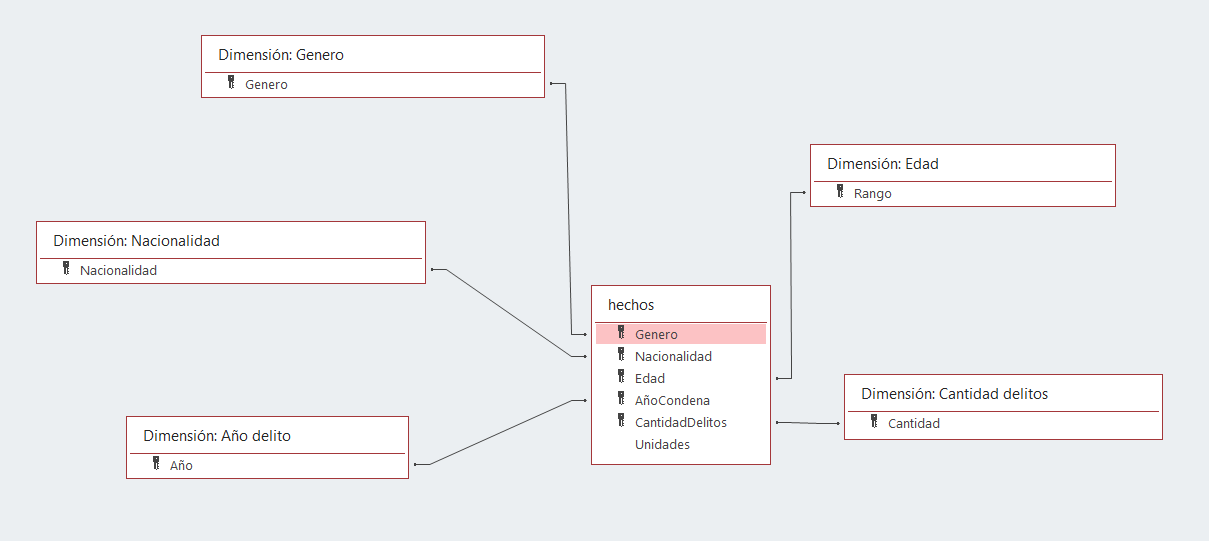 Dimensión: Genero
Genero
Dimensión: Edad
Rango
Dimensión: Nacionalidad
Nacionalidad
hechos
Genero
Nacionalidad
Edad
AñoCondena
CantidadDelitos
Unidades
Dimensión: Cantidad delitos
Cantidad
Dimensión: Año delito
Año